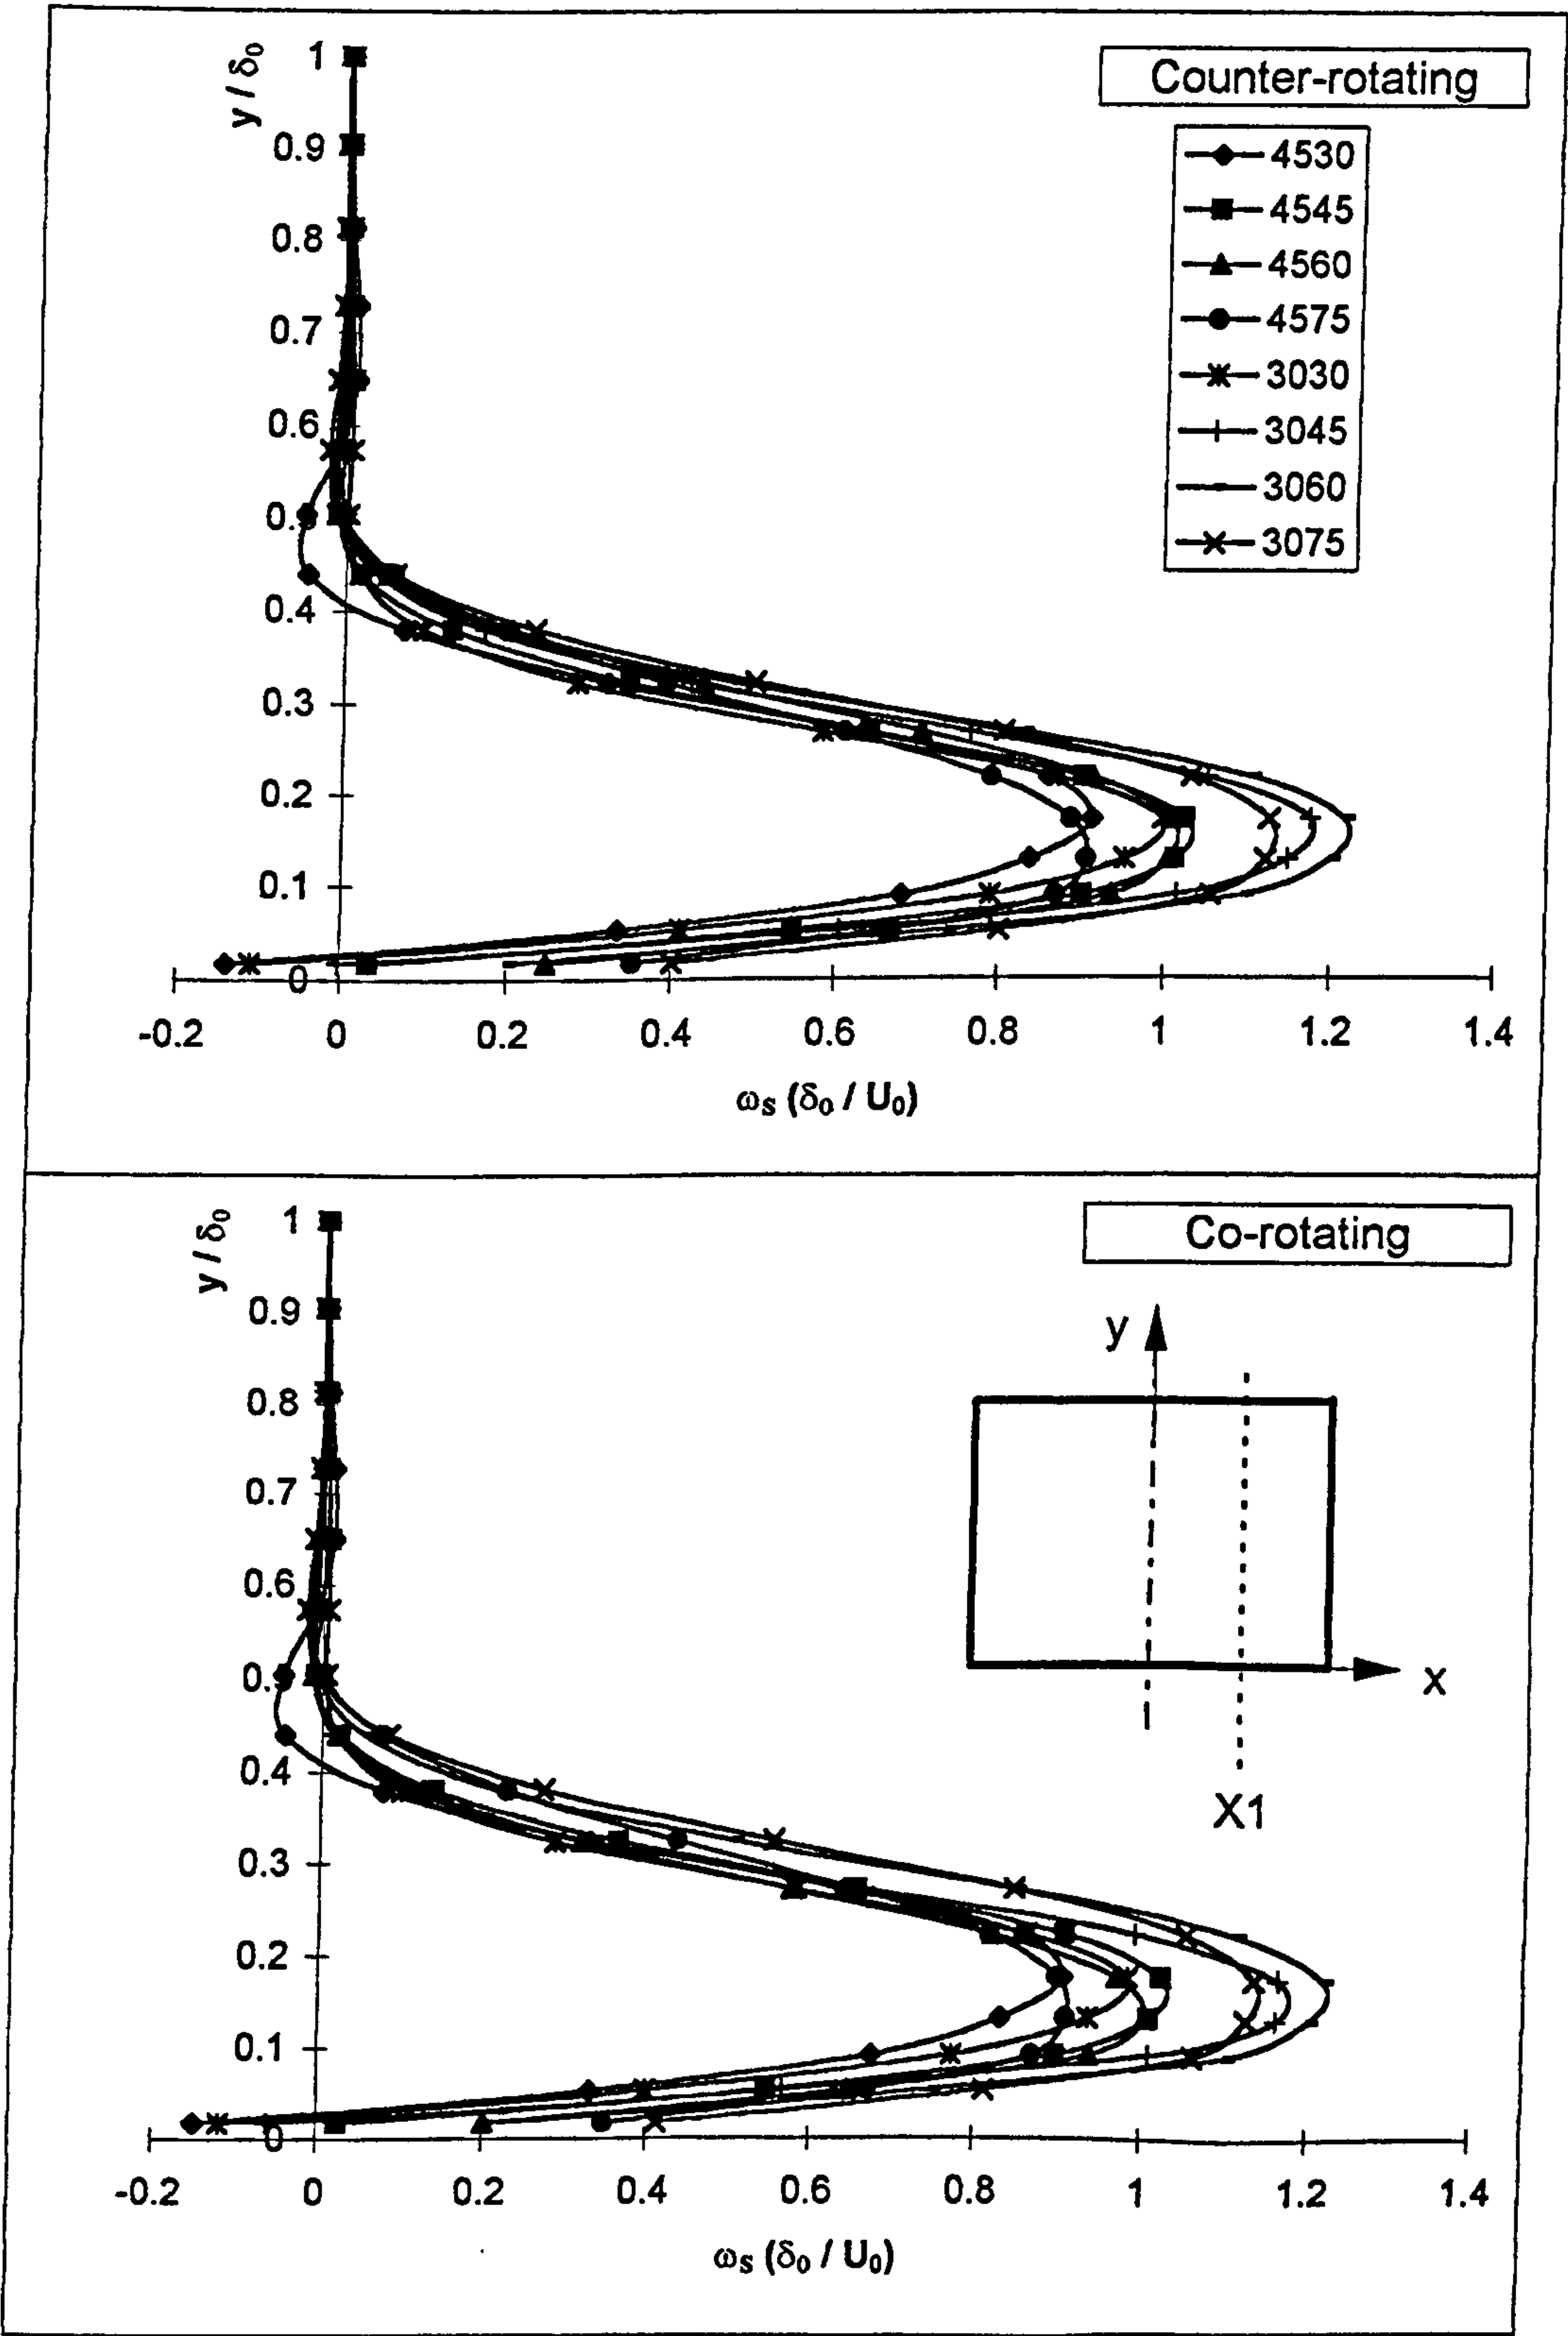 Counter-rotating
y / δ₀
1
0.9
0.8
0.7
0.6
0.5
0.4
0.3
0.2
0.1
0
4530
4545
4560
4575
3030
3045
3060
3075
-0.2 0 0.2 0.4 0.6 0.8 1 1.2 1.4
ωs (δ₀ / U₀)
Co-rotating
y / δ₀
1
0.9
0.8
0.7
0.6
0.5
0.4
0.3
0.2
0.1
0
y
x
X1
-0.2 0 0.2 0.4 0.6 0.8 1 1.2 1.4
ωs (δ₀ / U₀)